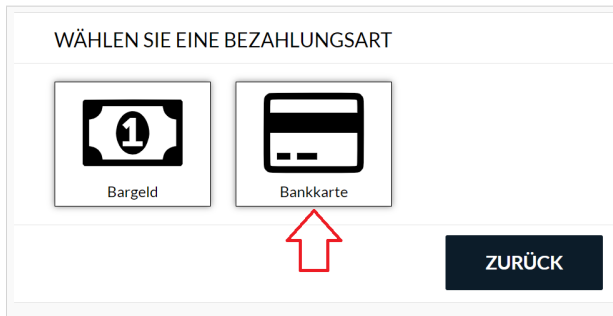 WÄHLEN SIE EINE BEZAHLUNGSART
1
Bargeld
Bankkarte
ZURÜCK